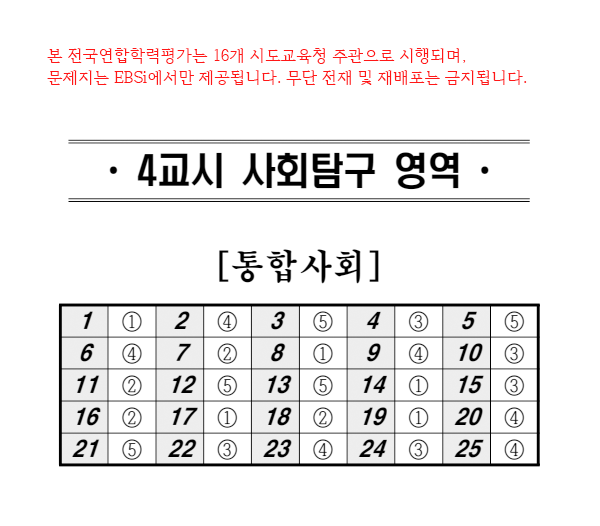 본 전국연합학력평가는 16개 시도교육청 주관으로 시행되며,
문제지는 EBSi에서만 제공됩니다. 무단 전재 및 재배포는 금지됩니다.
· 4교시 사회탐구 영역 ·
[통합사회]
1 ① 2 ④ 3 ⑤ 4 ③ 5 ⑤
6 ④ 7 ② 8 ① 9 ④ 10 ③
11 ② 12 ⑤ 13 ⑤ 14 ① 15 ③
16 ② 17 ① 18 ② 19 ① 20 ④
21 ⑤ 22 ③ 23 ④ 24 ③ 25 ④